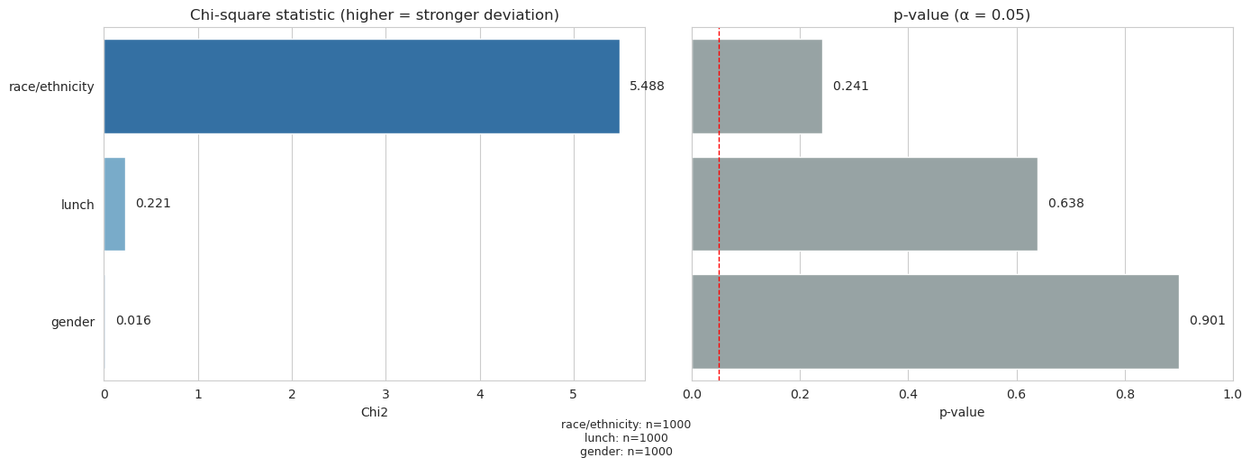 Chi-square statistic (higher = stronger deviation)
race/ethnicity
5.488
lunch
0.221
gender
0.016
0 1 2 3 4 5
Chi2
p-value (α = 0.05)
0.241
0.638
0.901
0.0 0.2 0.4 0.6 0.8 1.0
p-value
race/ethnicity: n=1000
lunch: n=1000
gender: n=1000